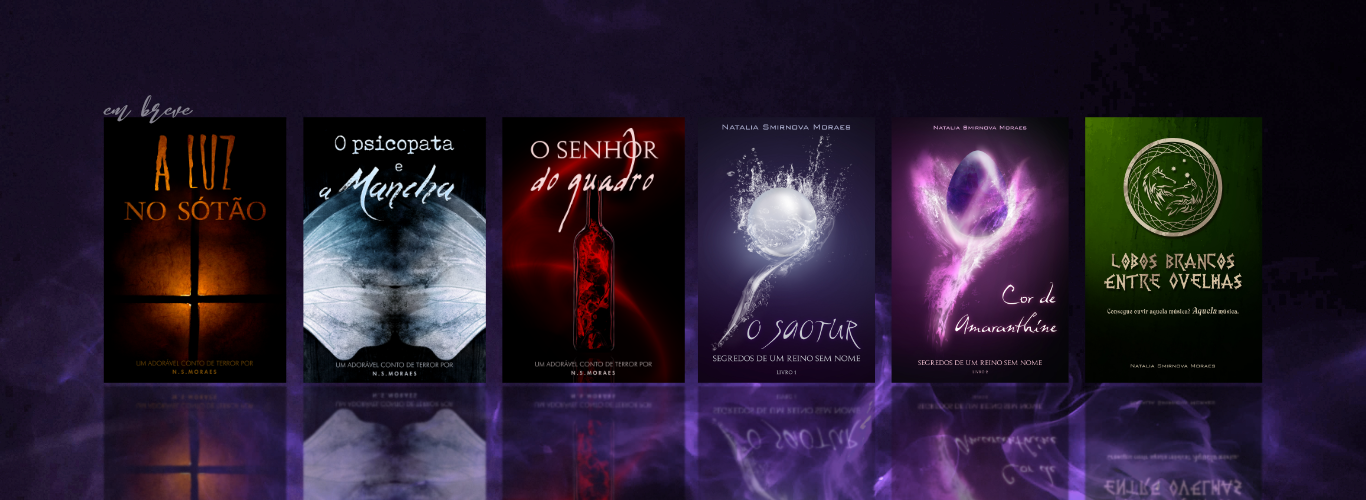 em breve
A LUZ
NO SÓTÃO
UM ADORÁVEL CONTO DE TERROR POR
N.S.MORAES
O psicopata
e
a Mancha
UM ADORÁVEL CONTO DE TERROR POR
N.S.MORAES
O SENHOR
do quadro
UM ADORÁVEL CONTO DE TERROR POR
N.S.MORAES
NATALIA SMIRNOVA MORAES
O SAOTUR
SEGREDOS DE UM REINO SEM NOME
LIVRO I
NATALIA SMIRNOVA MORAES
Cor de
Amaranthine
SEGREDOS DE UM REINO SEM NOME
LIVRO II
LOBOS BRANCOS
ENTRE OVELHAS
Consegue ouvir aquela música? Aquela música.
NATALIA SMIRNOVA MORAES